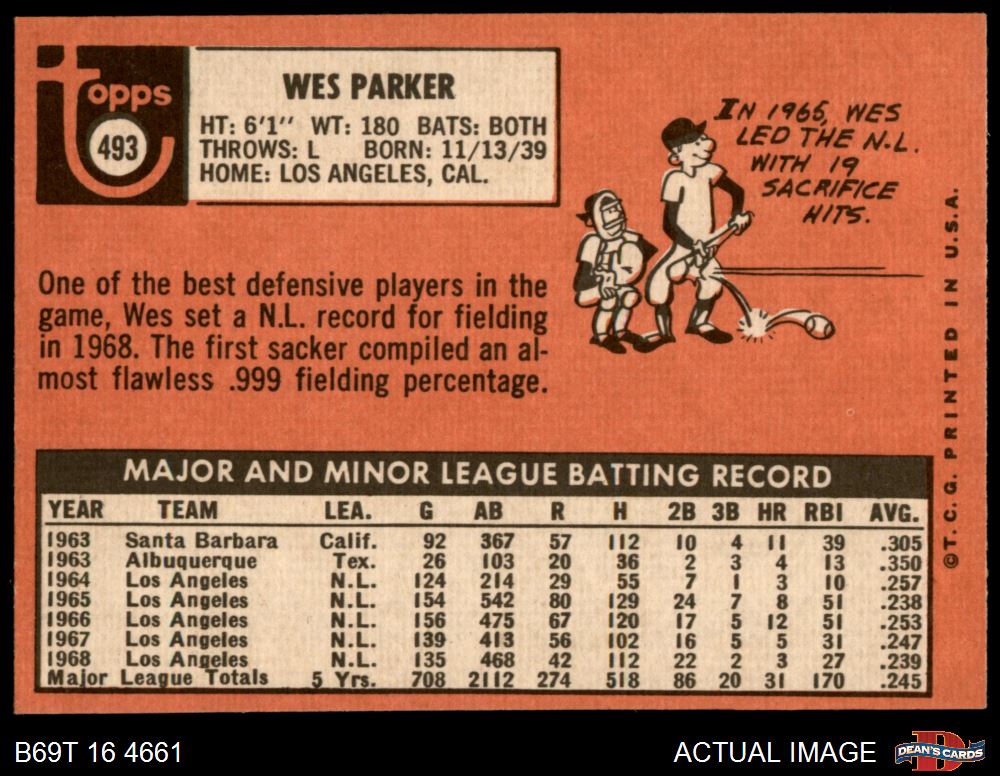 topps
493
WES PARKER
HT: 6'1" WT: 180 BATS: BOTH
THROWS: L BORN: 11/13/39
HOME: LOS ANGELES, CAL.
IN 1965, WES
LED THE N.L.
WITH 19
SACRIFICE
HITS.
One of the best defensive players in the
game, Wes set a N.L. record for fielding
in 1968. The first sacker compiled an al-
most flawless .999 fielding percentage.
©T.C.G. PRINTED IN U.S.A.
MAJOR AND MINOR LEAGUE BATTING RECORD
YEAR TEAM LEA. G AB R H 2B 3B HR RBI AVG.
1963 Santa Barbara Calif. 92 367 57 112 10 4 11 39 .305
1963 Albuquerque Tex. 26 103 20 36 2 3 4 13 .350
1964 Los Angeles N.L. 124 214 29 55 7 1 3 10 .257
1965 Los Angeles N.L. 154 542 80 129 24 7 8 51 .238
1966 Los Angeles N.L. 156 475 67 120 17 5 12 51 .253
1967 Los Angeles N.L. 139 413 56 102 16 5 5 31 .247
1968 Los Angeles N.L. 135 468 42 112 22 2 3 27 .239
Major League Totals 5 Yrs. 708 2112 274 518 86 20 31 170 .245
B69T 16 4661
ACTUAL IMAGE
D
DEAN'S CARDS